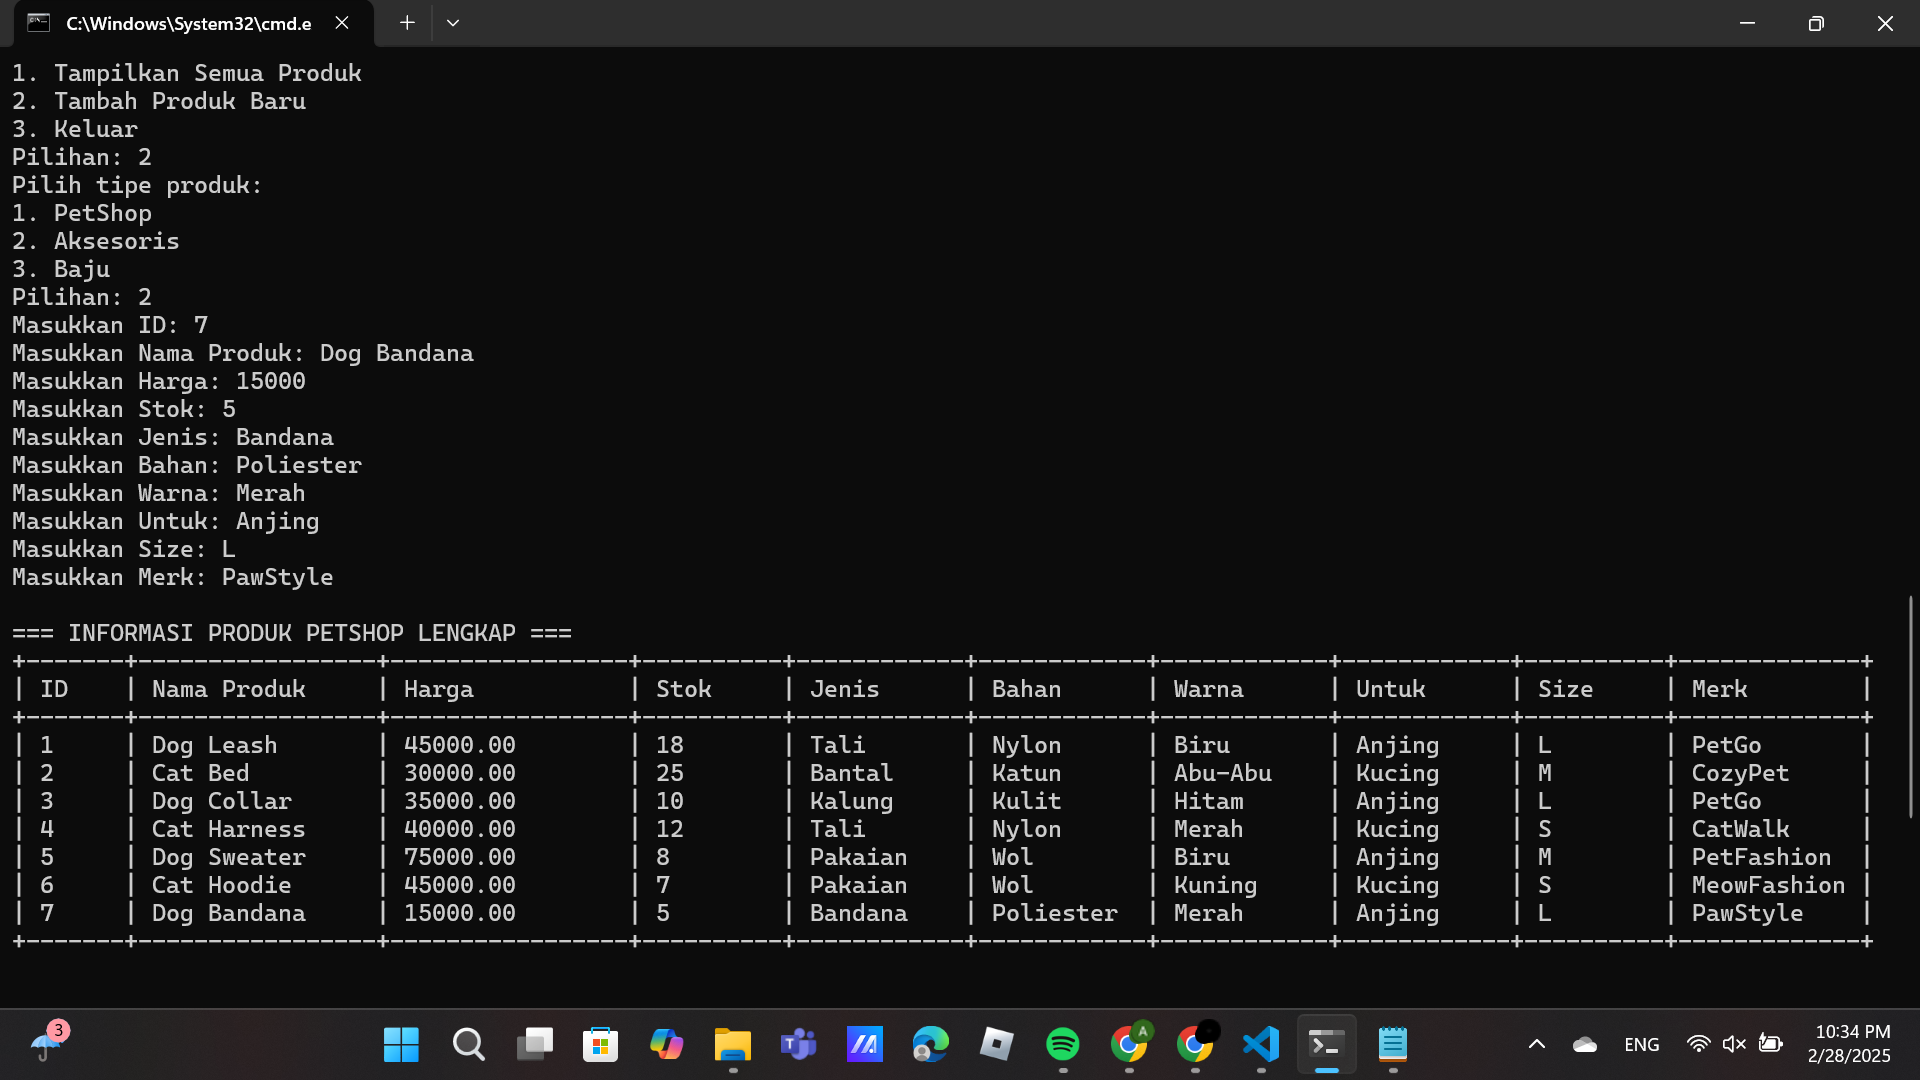 C:\Windows\System32\cmd.e
1. Tampilkan Semua Produk
2. Tambah Produk Baru
3. Keluar
Pilihan: 2
Pilih tipe produk:
1. PetShop
2. Aksesoris
3. Baju
Pilihan: 2
Masukkan ID: 7
Masukkan Nama Produk: Dog Bandana
Masukkan Harga: 15000
Masukkan Stok: 5
Masukkan Jenis: Bandana
Masukkan Bahan: Poliester
Masukkan Warna: Merah
Masukkan Untuk: Anjing
Masukkan Size: L
Masukkan Merk: PawStyle
=== INFORMASI PRODUK PETSHOP LENGKAP ===
+-------+-----------------+-----------------+----------+------------+------------+------------+------------+----------+-------------+
| ID | Nama Produk | Harga | Stok | Jenis | Bahan | Warna | Untuk | Size | Merk |
+-------+-----------------+-----------------+----------+------------+------------+------------+------------+----------+-------------+
| 1 | Dog Leash | 45000.00 | 18 | Tali | Nylon | Biru | Anjing | L | PetGo |
| 2 | Cat Bed | 30000.00 | 25 | Bantal | Katun | Abu-Abu | Kucing | M | CozyPet |
| 3 | Dog Collar | 35000.00 | 10 | Kalung | Kulit | Hitam | Anjing | L | PetGo |
| 4 | Cat Harness | 40000.00 | 12 | Tali | Nylon | Merah | Kucing | S | CatWalk |
| 5 | Dog Sweater | 75000.00 | 8 | Pakaian | Wol | Biru | Anjing | M | PetFashion |
| 6 | Cat Hoodie | 45000.00 | 7 | Pakaian | Wol | Kuning | Kucing | S | MeowFashion |
| 7 | Dog Bandana | 15000.00 | 5 | Bandana | Poliester | Merah | Anjing | L | PawStyle |
+-------+-----------------+-----------------+----------+------------+------------+------------+------------+----------+-------------+
3
A
ENG
10:34 PM
2/28/2025